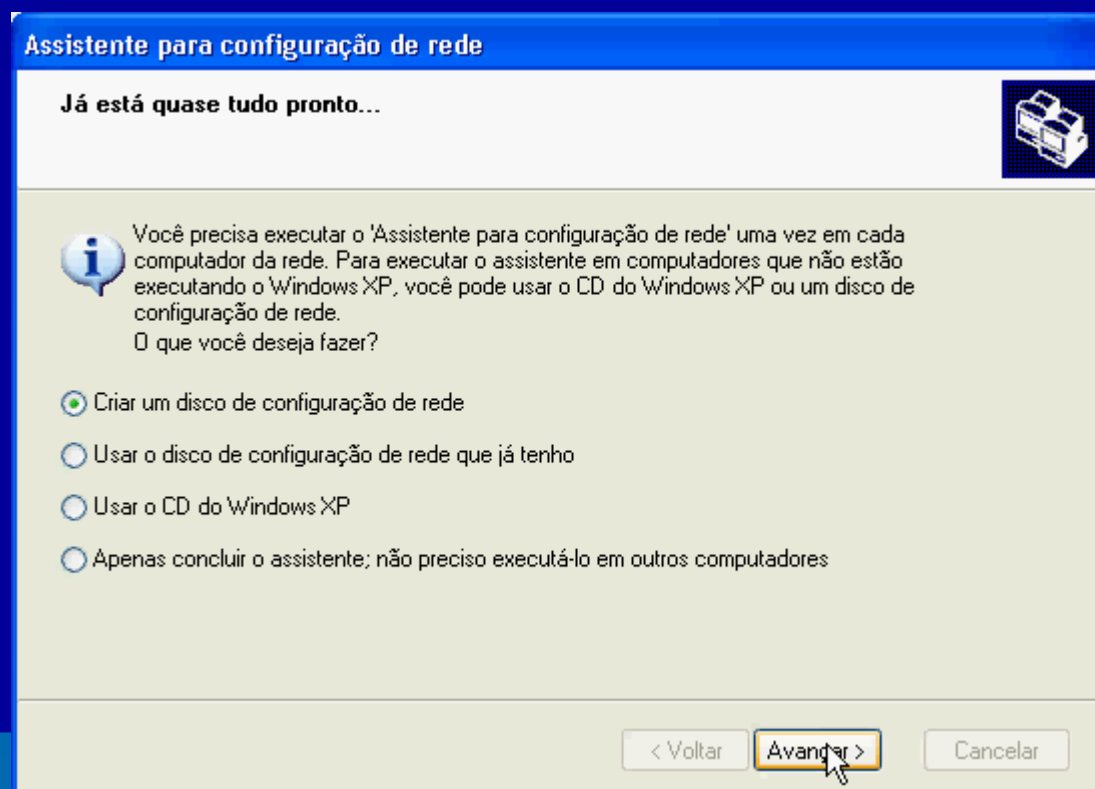 Assistente para configuração de rede
Já está quase tudo pronto...
Você precisa executar o 'Assistente para configuração de rede' uma vez em cada
computador da rede. Para executar o assistente em computadores que não estão
executando o Windows XP, você pode usar o CD do Windows XP ou um disco de
configuração de rede.
O que você deseja fazer?
Criar um disco de configuração de rede
Usar o disco de configuração de rede que já tenho
Usar o CD do Windows XP
Apenas concluir o assistente; não preciso executá-lo em outros computadores
< Voltar Avançar > Cancelar